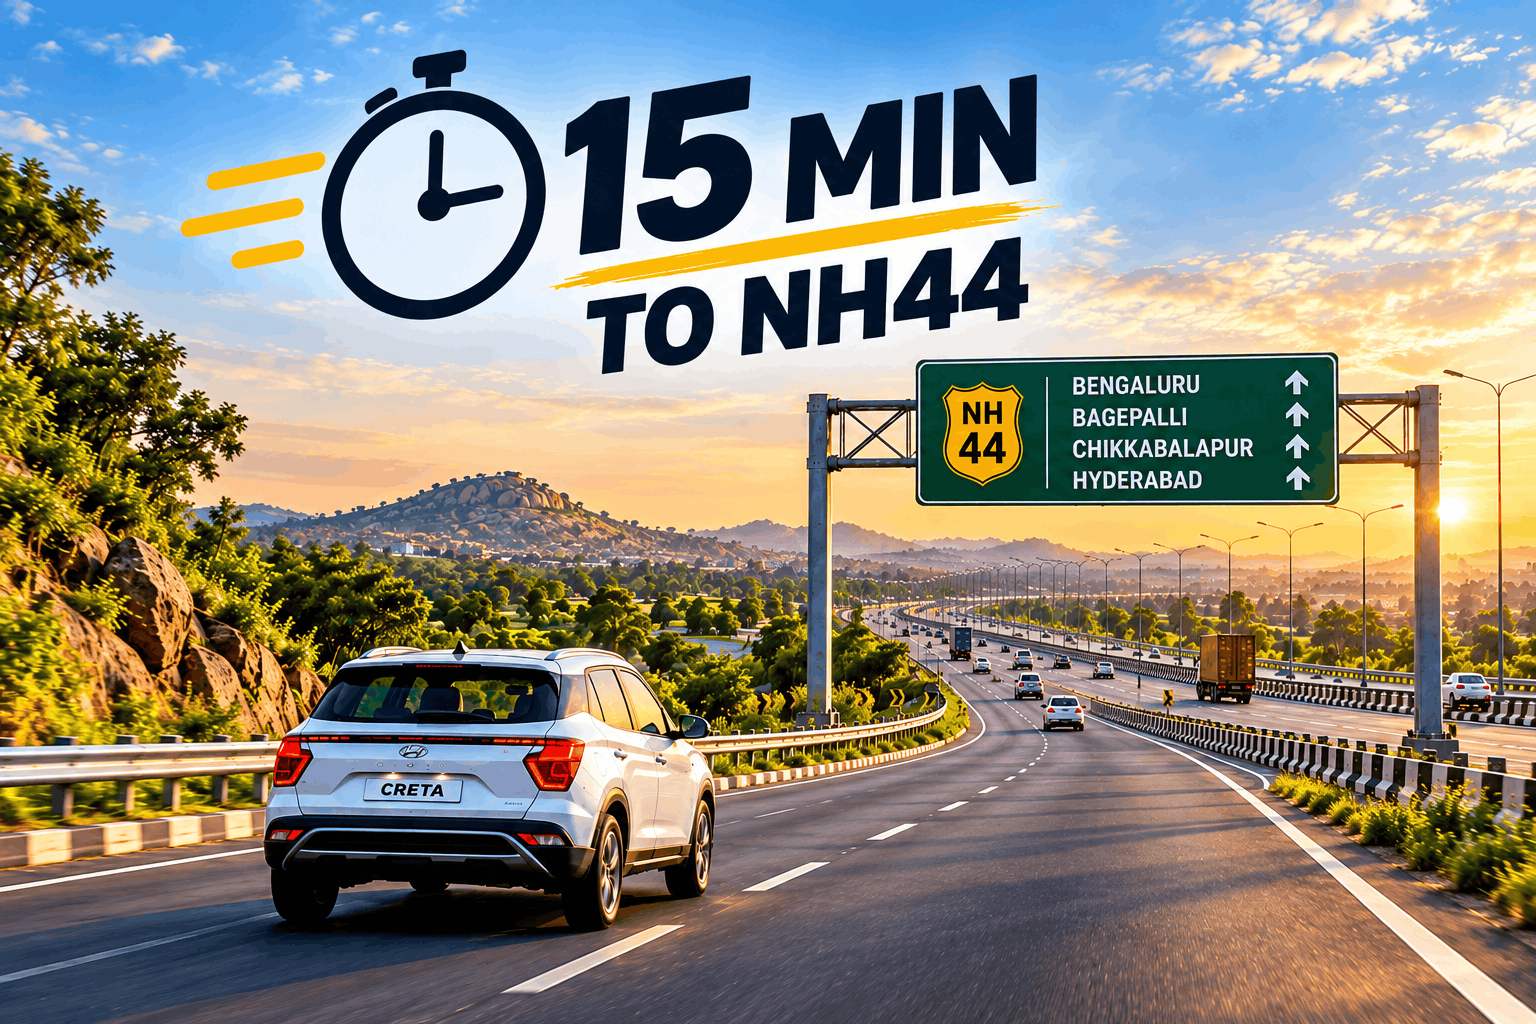 15 MIN
TO NH44
NH
44
BENGALURU
BAGEPALLI
CHIKKABALAPUR
HYDERABAD
CRETA